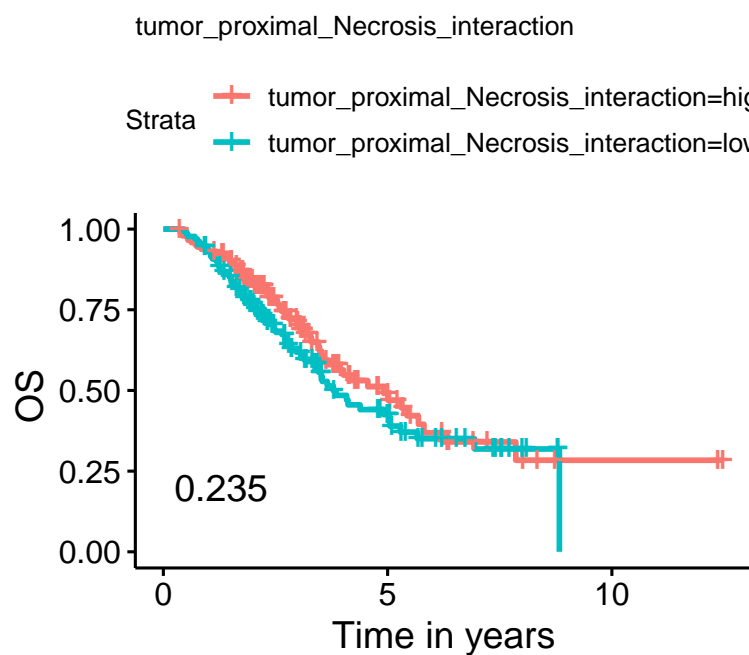 tumor_proximal_Necrosis_interaction
Strata
tumor_proximal_Necrosis_interaction=hig
tumor_proximal_Necrosis_interaction=low
1.00
0.75
0.50
0.25
0.00
OS
0.235
0 5 10
Time in years